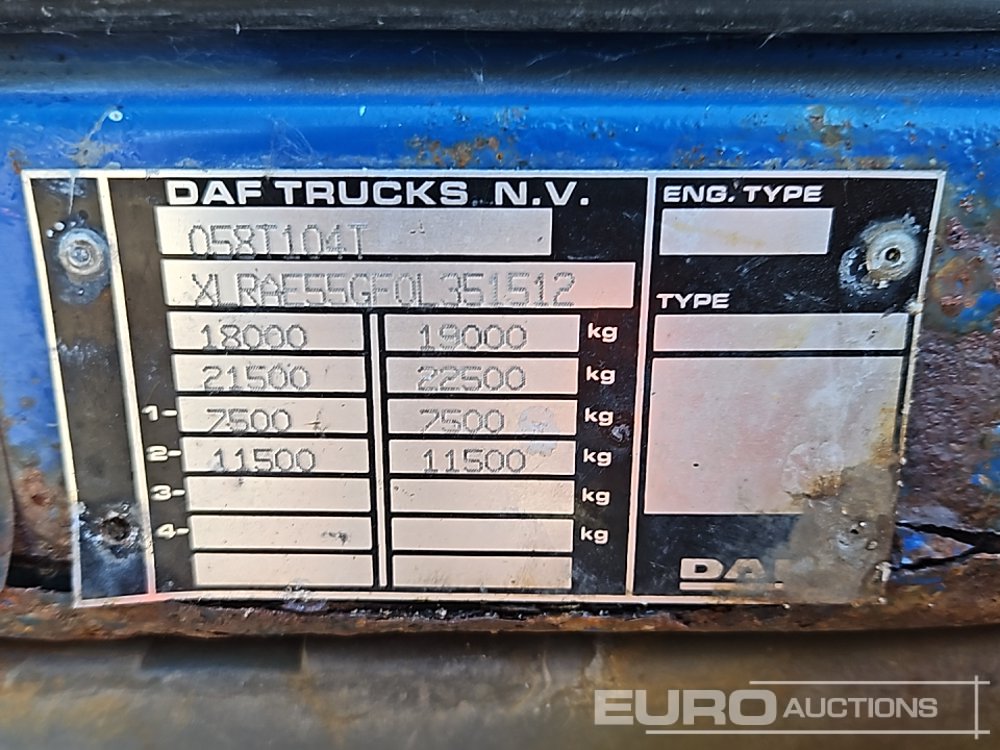 DAF TRUCKS N.V.
058T104T
XLRAE55GF0L351512
18000 19000 kg
21500 22500 kg
1- 7500 7500 kg
2- 11500 11500 kg
3- kg
4- kg
ENG. TYPE
TYPE
EURO AUCTIONS